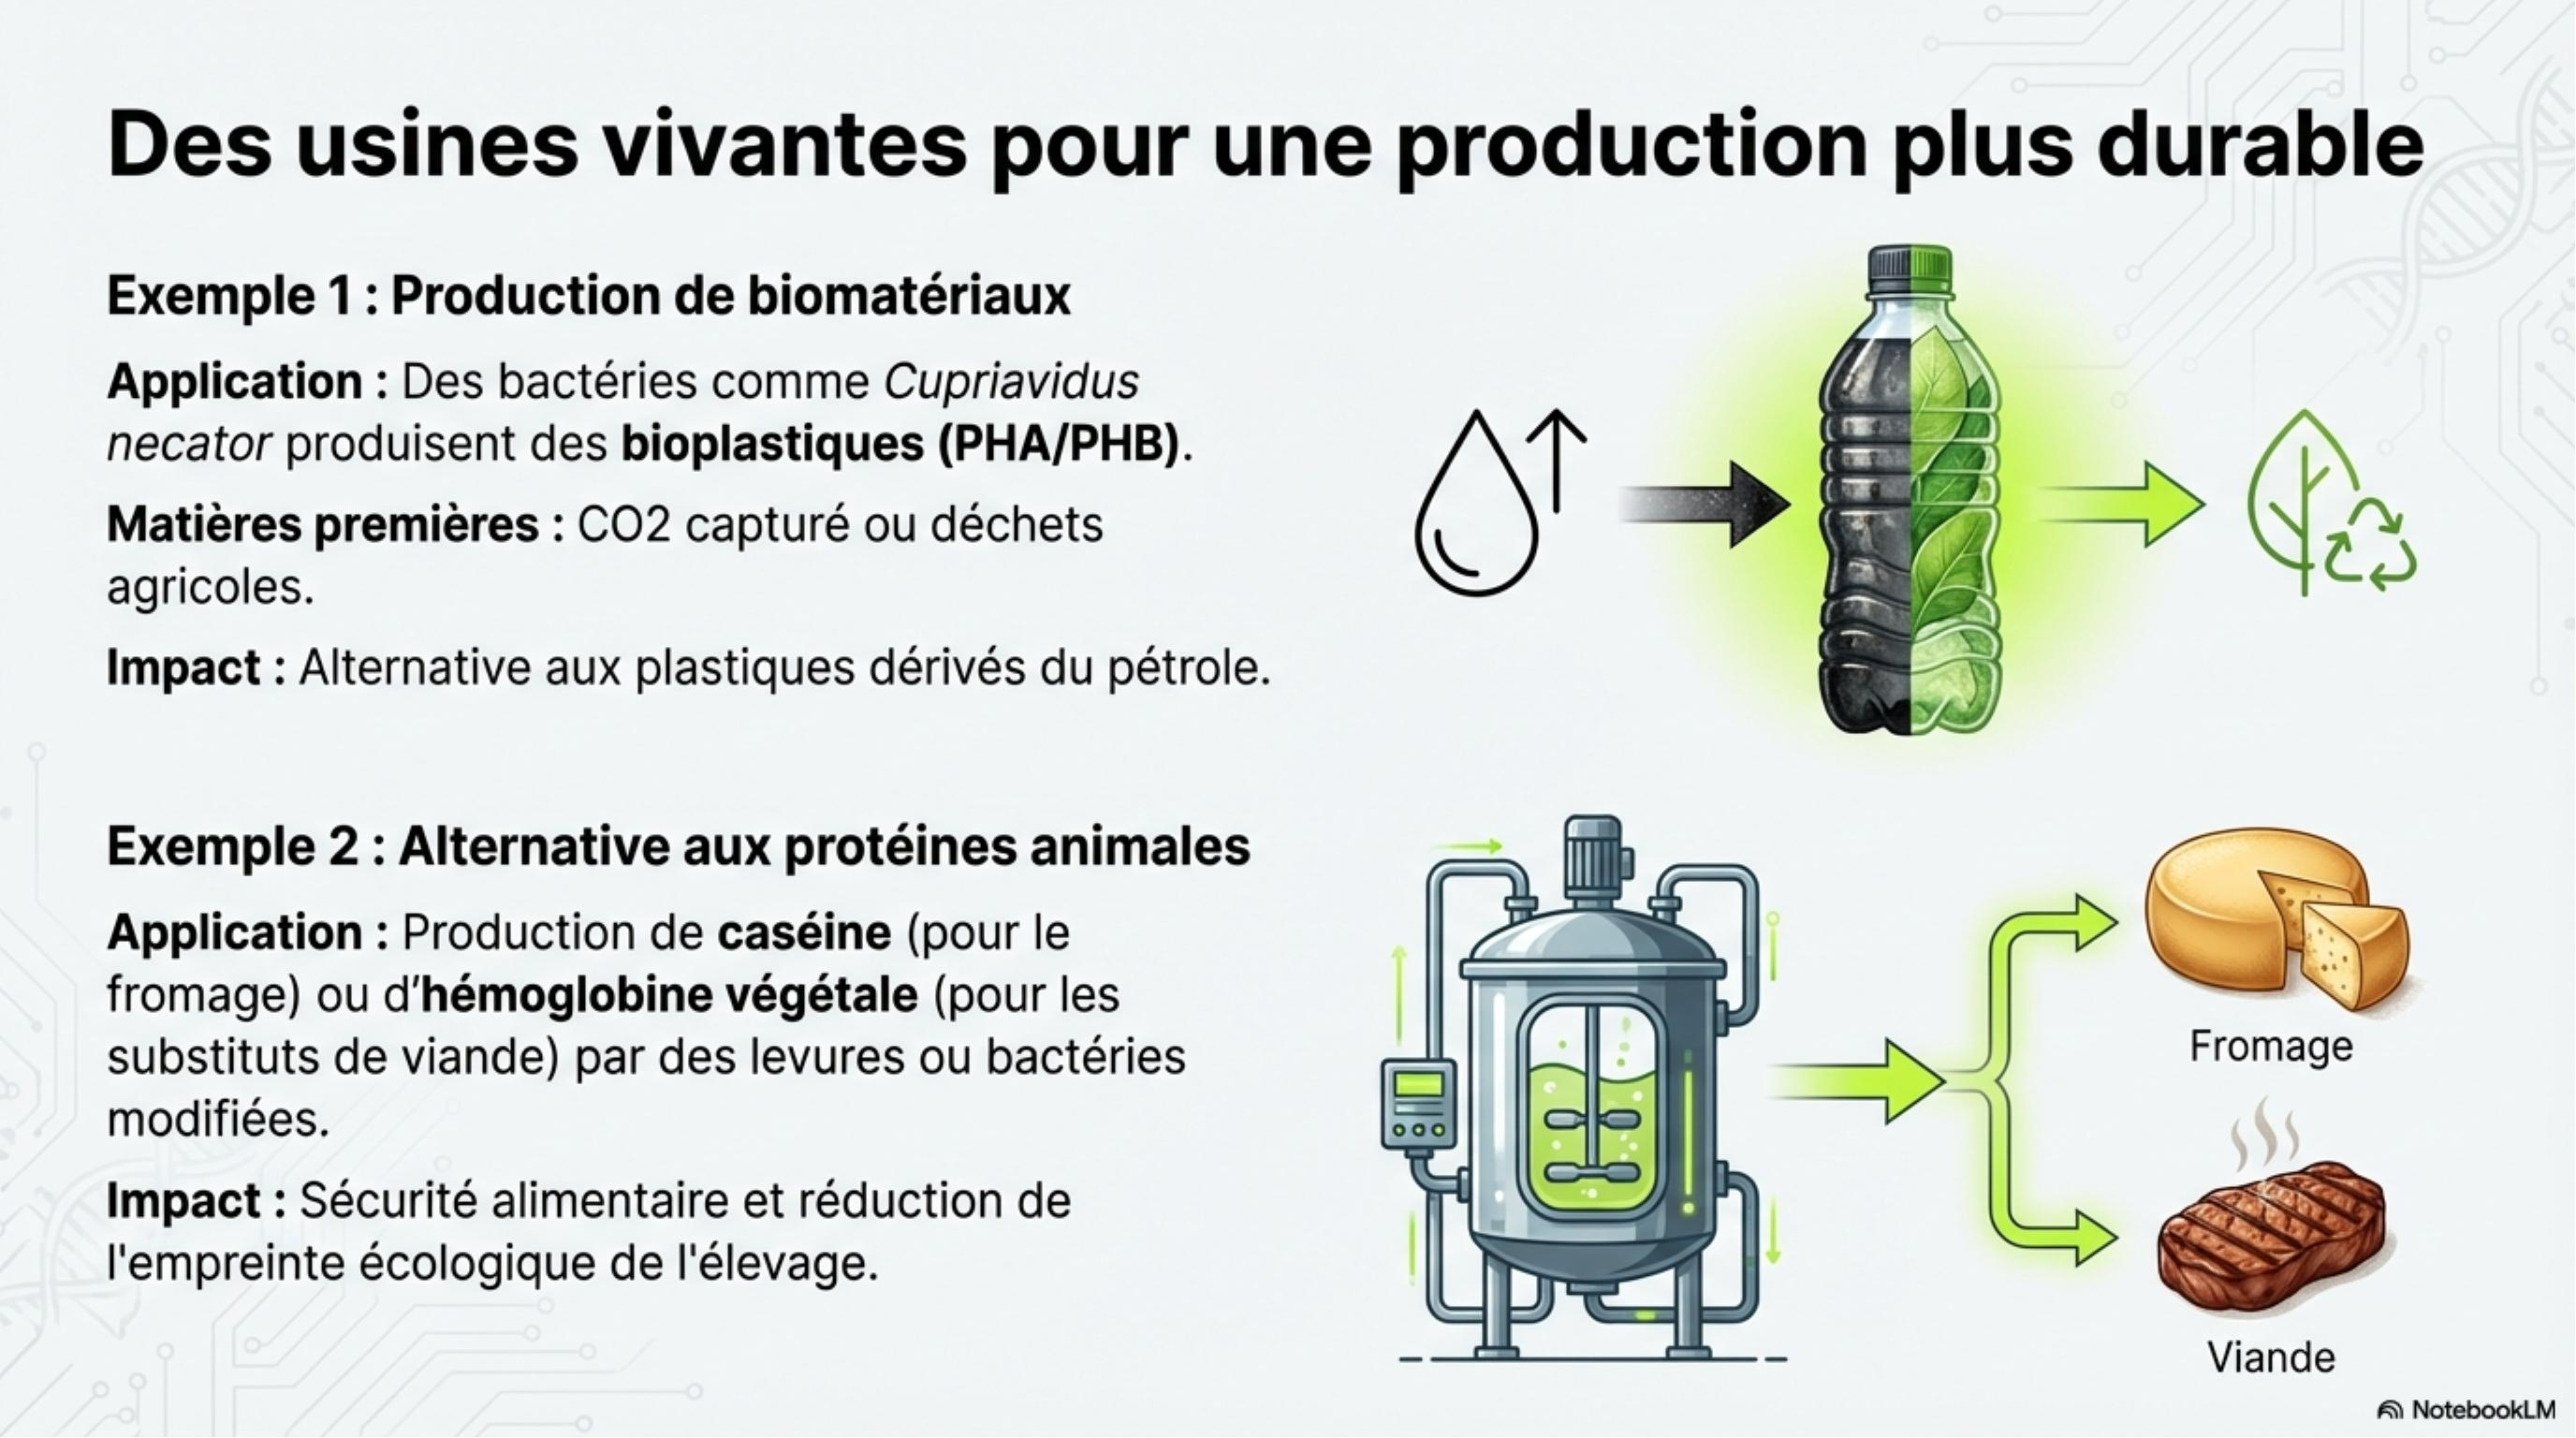 Des usines vivantes pour une production plus durable
Exemple 1 : Production de biomatériaux
Application : Des bactéries comme Cupriavidus
necator produisent des bioplastiques (PHA/PHB).
Matières premières : CO2 capturé ou déchets
agricoles.
Impact : Alternative aux plastiques dérivés du pétrole.
Exemple 2 : Alternative aux protéines animales
Application : Production de caséine (pour le
fromage) ou d’hémoglobine végétale (pour les
substituts de viande) par des levures ou bactéries
modifiées.
Impact : Sécurité alimentaire et réduction de
l'empreinte écologique de l'élevage.
Fromage
Viande
NotebookLM